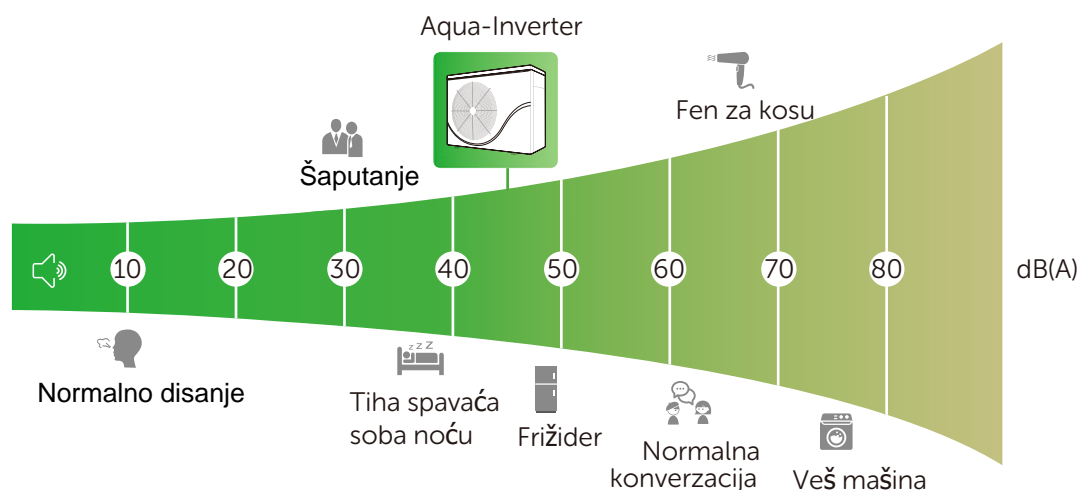 Aqua-Inverter
Fen za kosu
Šaputanje
10 20 30 40 50 60 70 80 dB(A)
Normalno disanje
Tiha spavaća
soba noću
zzZ
Frižider
Normalna
konverzacija
Veš mašina